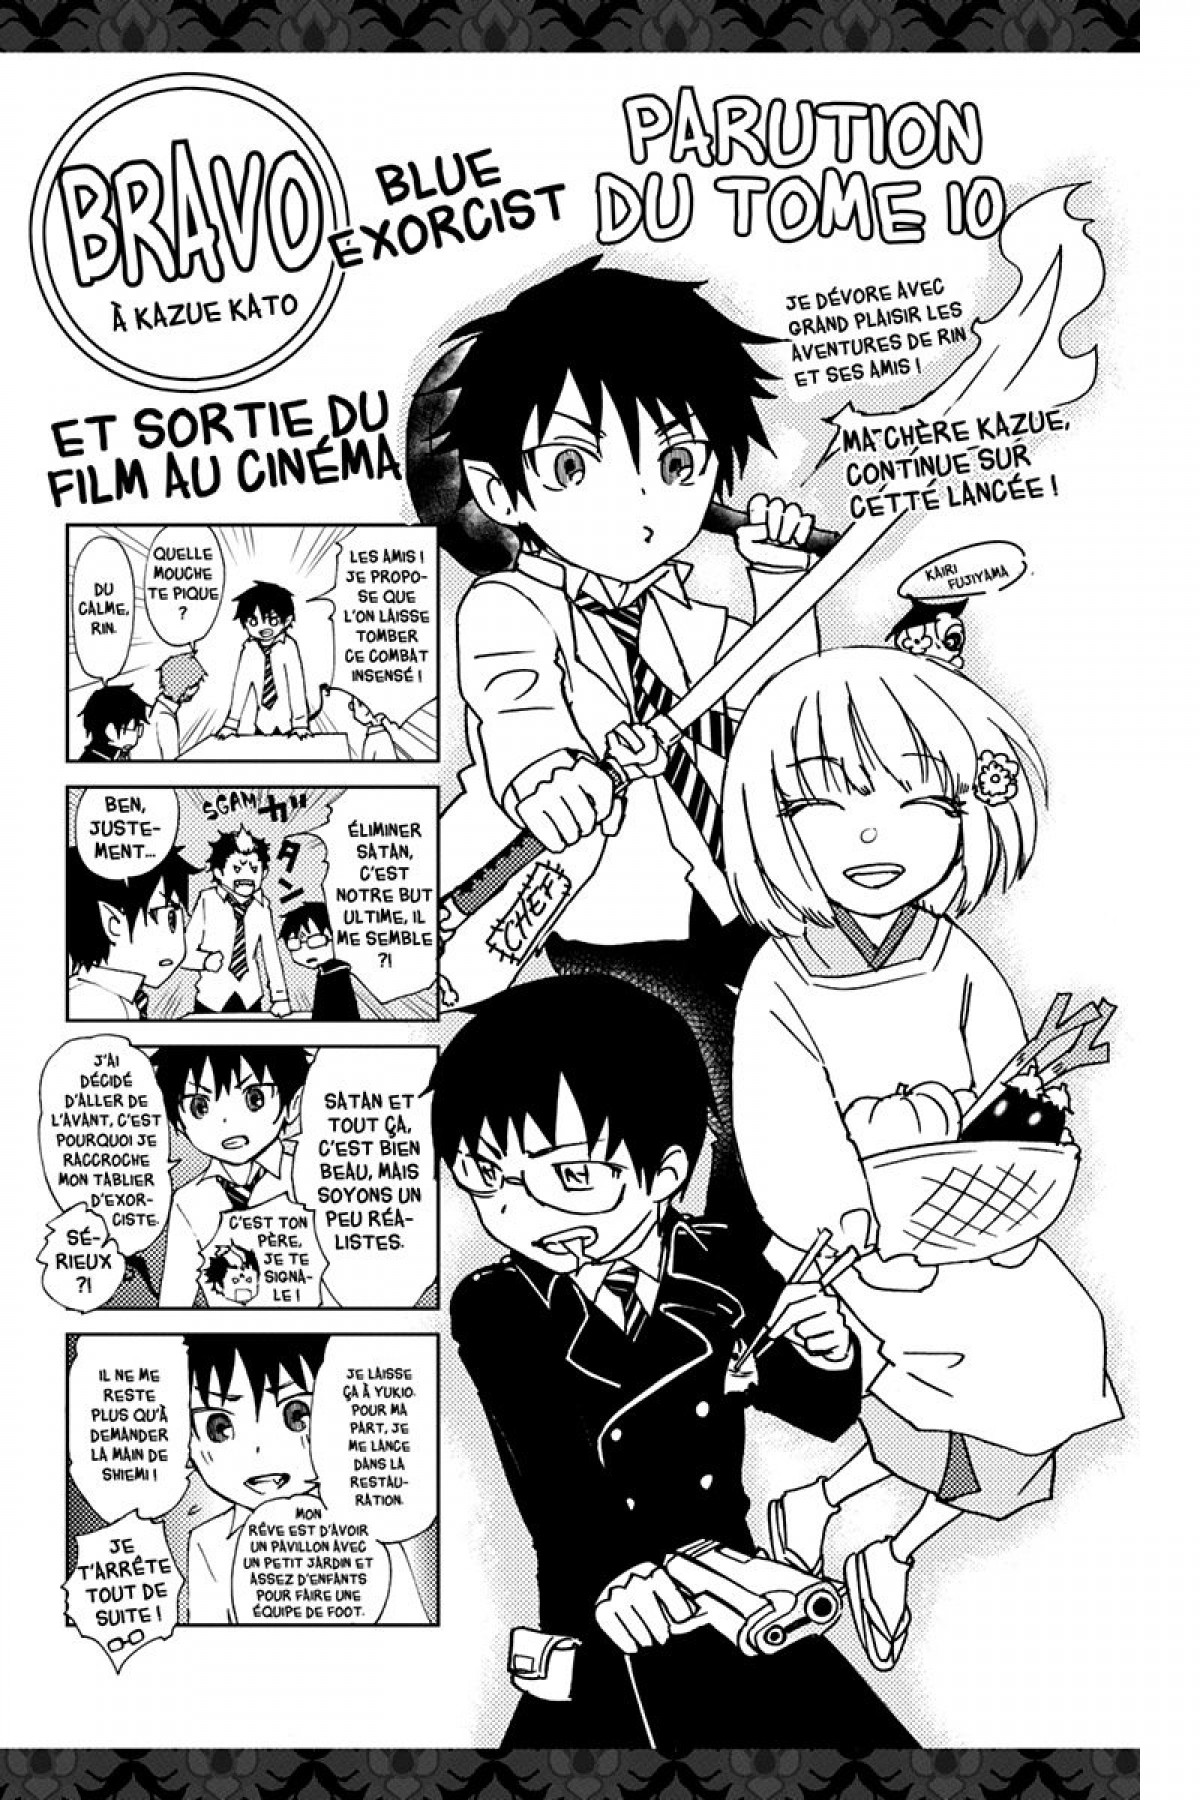 BRAVO
À KAZUE KATO
BLUE
EXORCIST
PARUTION
DU TOME 10
ET SORTIE DU
FILM AU CINÉMA
JE DÉVORE AVEC
GRAND PLAISIR LES
AVENTURES DE RIN
ET SES AMIS !
MA CHÈRE KAZUE,
CONTINUE SUR
CETTE LANCÉE !
KAIRI
FUJIYAMA
LES AMIS !
JE PROPO-
SE QUE
L'ON LAISSE
TOMBER
CE COMBAT
INSENSÉ !
QUELLE
MOUCHE
TE PIQUE
?
DU
CALME,
RIN.
ÉLIMINER
SATAN,
C'EST
NOTRE BUT
ULTIME, IL
ME SEMBLE
?!
SGAM
ガタン
BEN,
JUSTE-
MENT...
SATAN ET
TOUT ÇA,
C'EST BIEN
BEAU, MAIS
SOYONS UN
PEU RÉA-
LISTES.
C'EST TON
PÈRE,
JE TE
SIGNA-
LE !
J'AI
DÉCIDÉ
D'ALLER DE
L'AVANT, C'EST
POURQUOI JE
RACCROCHE
MON TABLIER
D'EXOR-
CISTE.
SÉ-
RIEUX
?!
JE LAISSE
ÇA À YUKIO.
POUR MA
PART, JE
ME LANCE
DANS LA
RESTAU-
RATION.
MON
RÊVE EST D'AVOIR
UN PAVILLON AVEC
UN PETIT JARDIN ET
ASSEZ D'ENFANTS
POUR FAIRE UNE
ÉQUIPE DE FOOT.
IL NE ME
RESTE
PLUS QU'À
DEMANDER
LA MAIN DE
SHIEMI !
JE
T'ARRÊTE
TOUT DE
SUITE !
CHEF